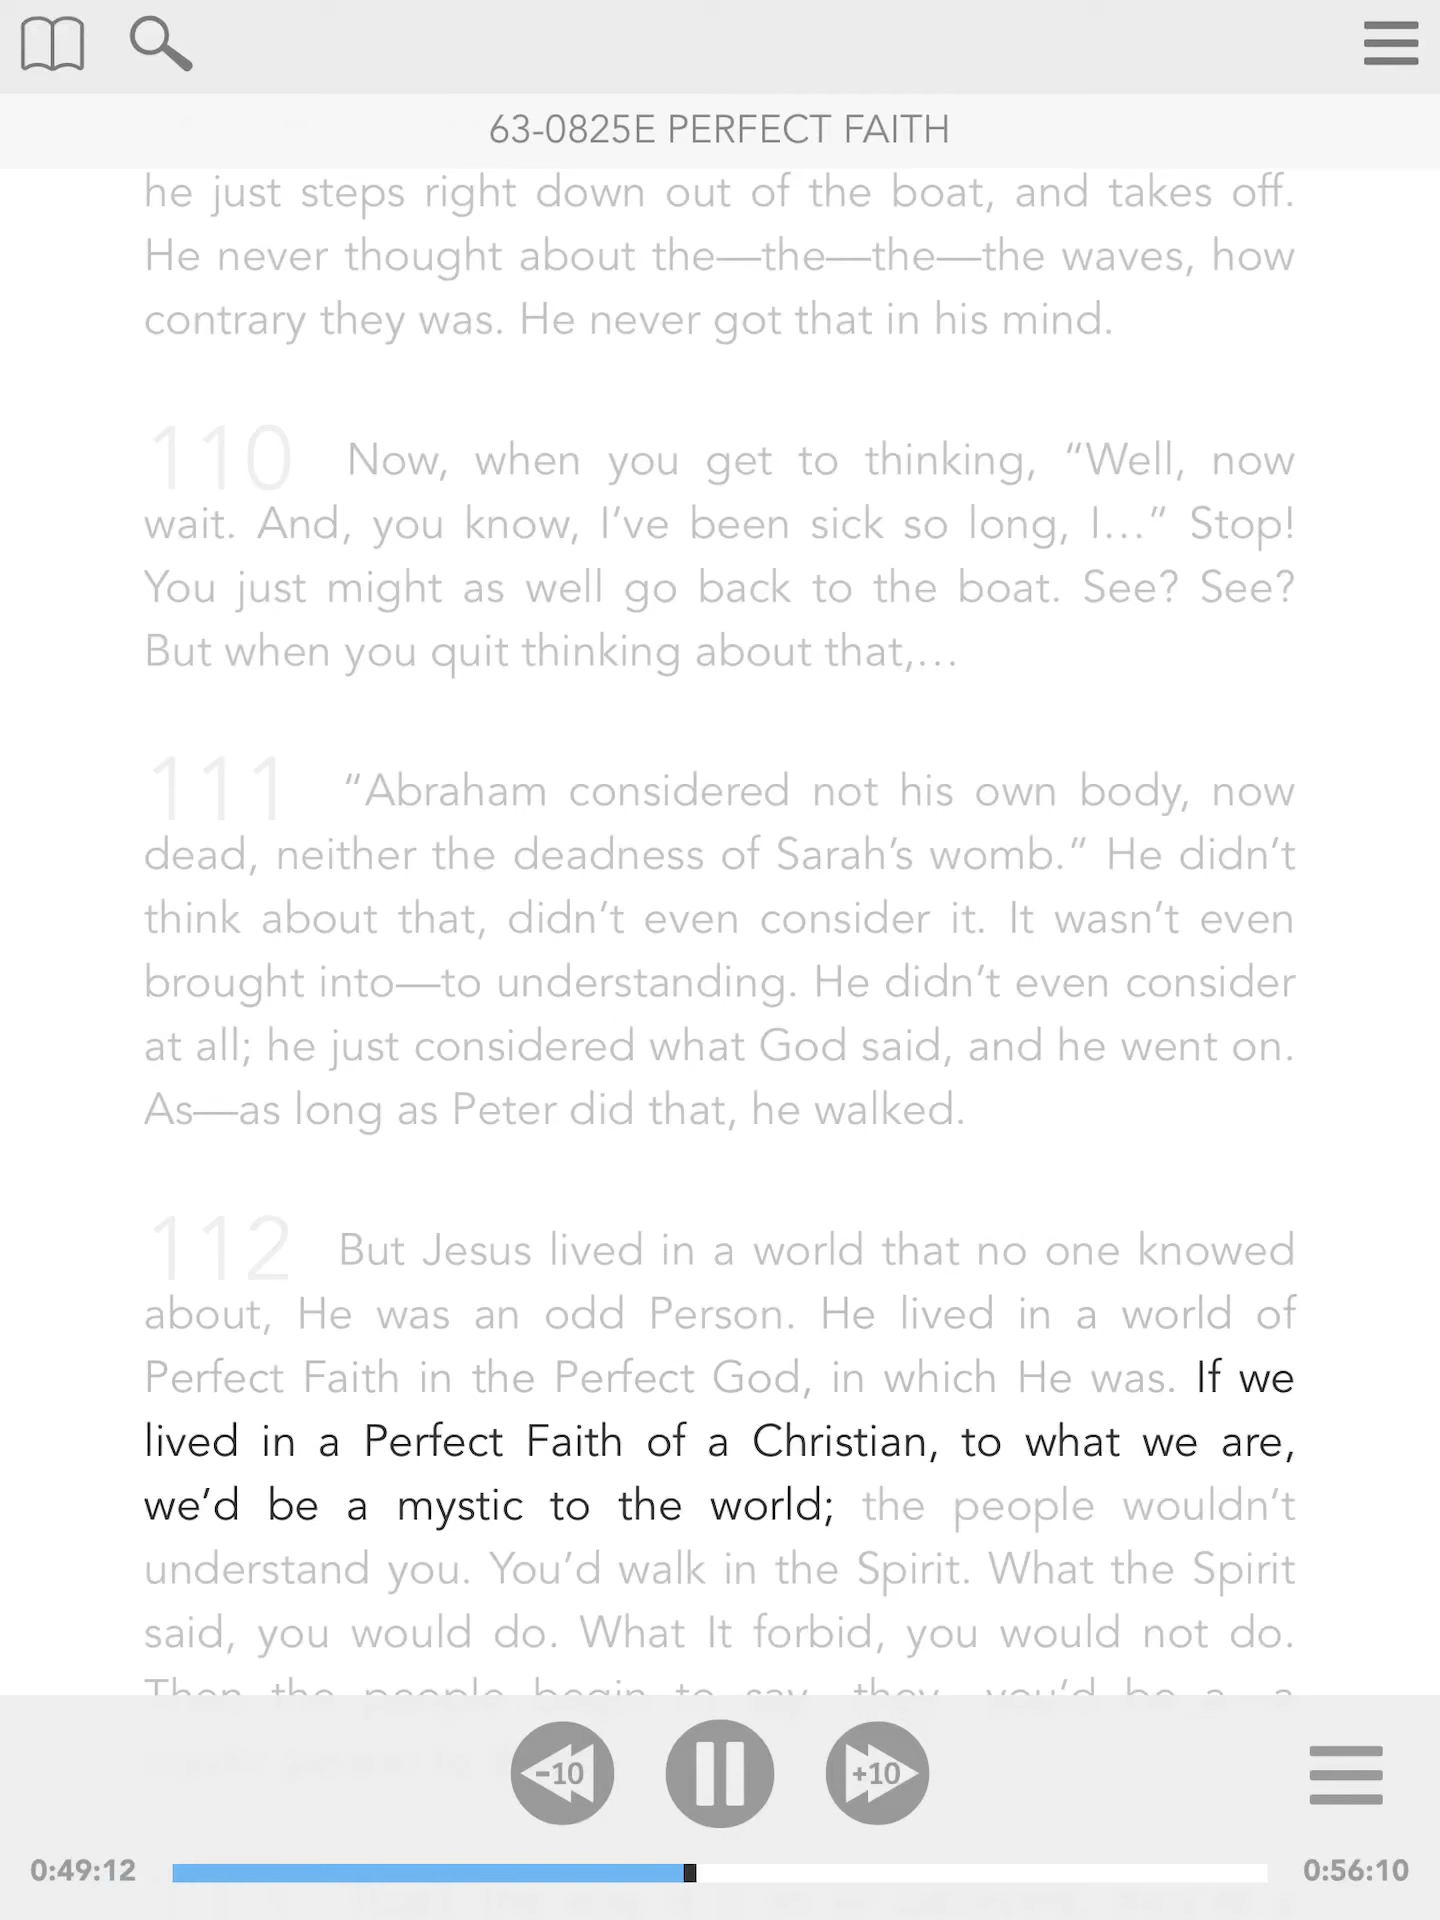 63-0825E PERFECT FAITH
he just steps right down out of the boat, and takes off.
He never thought about the—the—the—the waves, how
contrary they was. He never got that in his mind.
110 Now, when you get to thinking, “Well, now
wait. And, you know, I’ve been sick so long, I…” Stop!
You just might as well go back to the boat. See? See?
But when you quit thinking about that,…
111 “Abraham considered not his own body, now
dead, neither the deadness of Sarah’s womb.” He didn’t
think about that, didn’t even consider it. It wasn’t even
brought into—to understanding. He didn’t even consider
at all; he just considered what God said, and he went on.
As—as long as Peter did that, he walked.
112 But Jesus lived in a world that no one knowed
about, He was an odd Person. He lived in a world of
Perfect Faith in the Perfect God, in which He was. If we
lived in a Perfect Faith of a Christian, to what we are,
we’d be a mystic to the world; the people wouldn’t
understand you. You’d walk in the Spirit. What the Spirit
said, you would do. What It forbid, you would not do.
Then the people begin to say, they—you’d be a—a
-10 +10
0:49:12 0:56:10